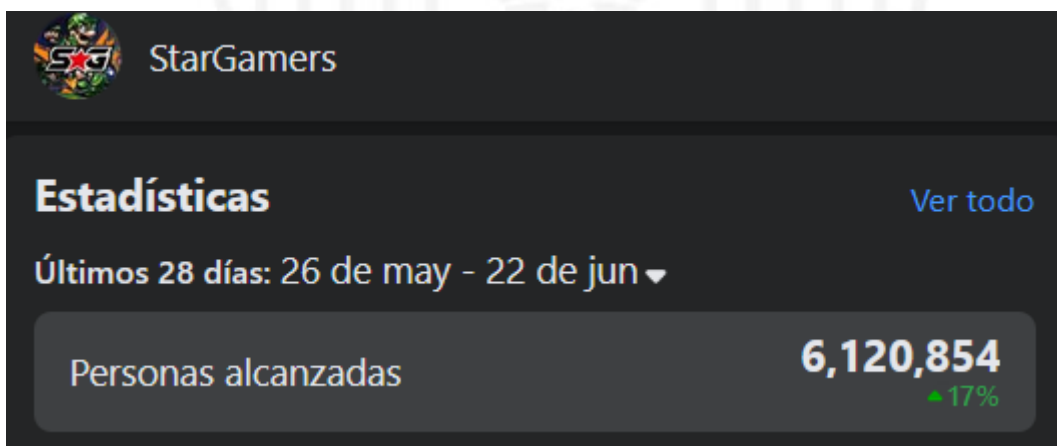 SG
StarGamers
Estadísticas
Ver todo
Últimos 28 días: 26 de may - 22 de jun
Personas alcanzadas
6,120,854
17%